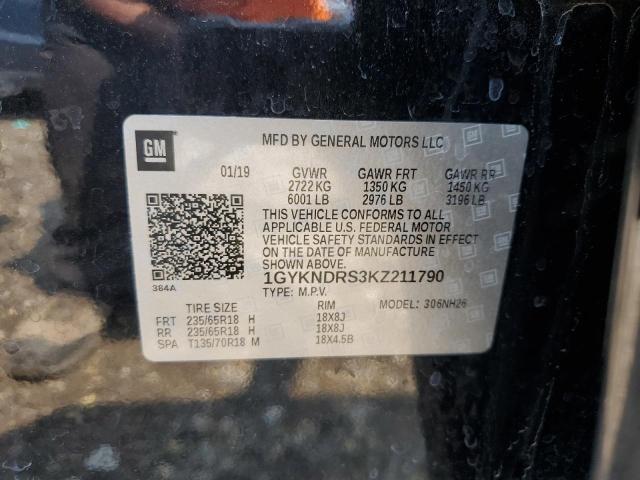 GM
MFD BY GENERAL MOTORS LLC
01/19 GVWR GAWR FRT GAWR RR
2722 KG 1350 KG 1450 KG
6001 LB 2976 LB 3196 LB
THIS VEHICLE CONFORMS TO ALL
APPLICABLE U.S. FEDERAL MOTOR
VEHICLE SAFETY STANDARDS IN EFFECT
ON THE DATE OF MANUFACTURE
SHOWN ABOVE.
384A
1GYKNDRS3KZ211790
TYPE: M.P.V. MODEL: 306NH26
TIRE SIZE RIM
FRT 235/65R18 H 18X8J
RR 235/65R18 H 18X8J
SPA T135/70R18 M 18X4.5B